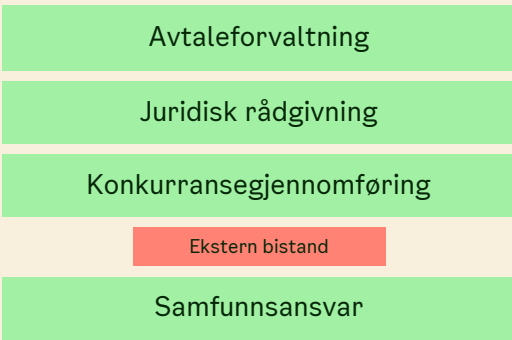 Avtaleforvaltning
Juridisk rådgivning
Konkurransegjennomføring
Ekstern bistand
Samfunnsansvar